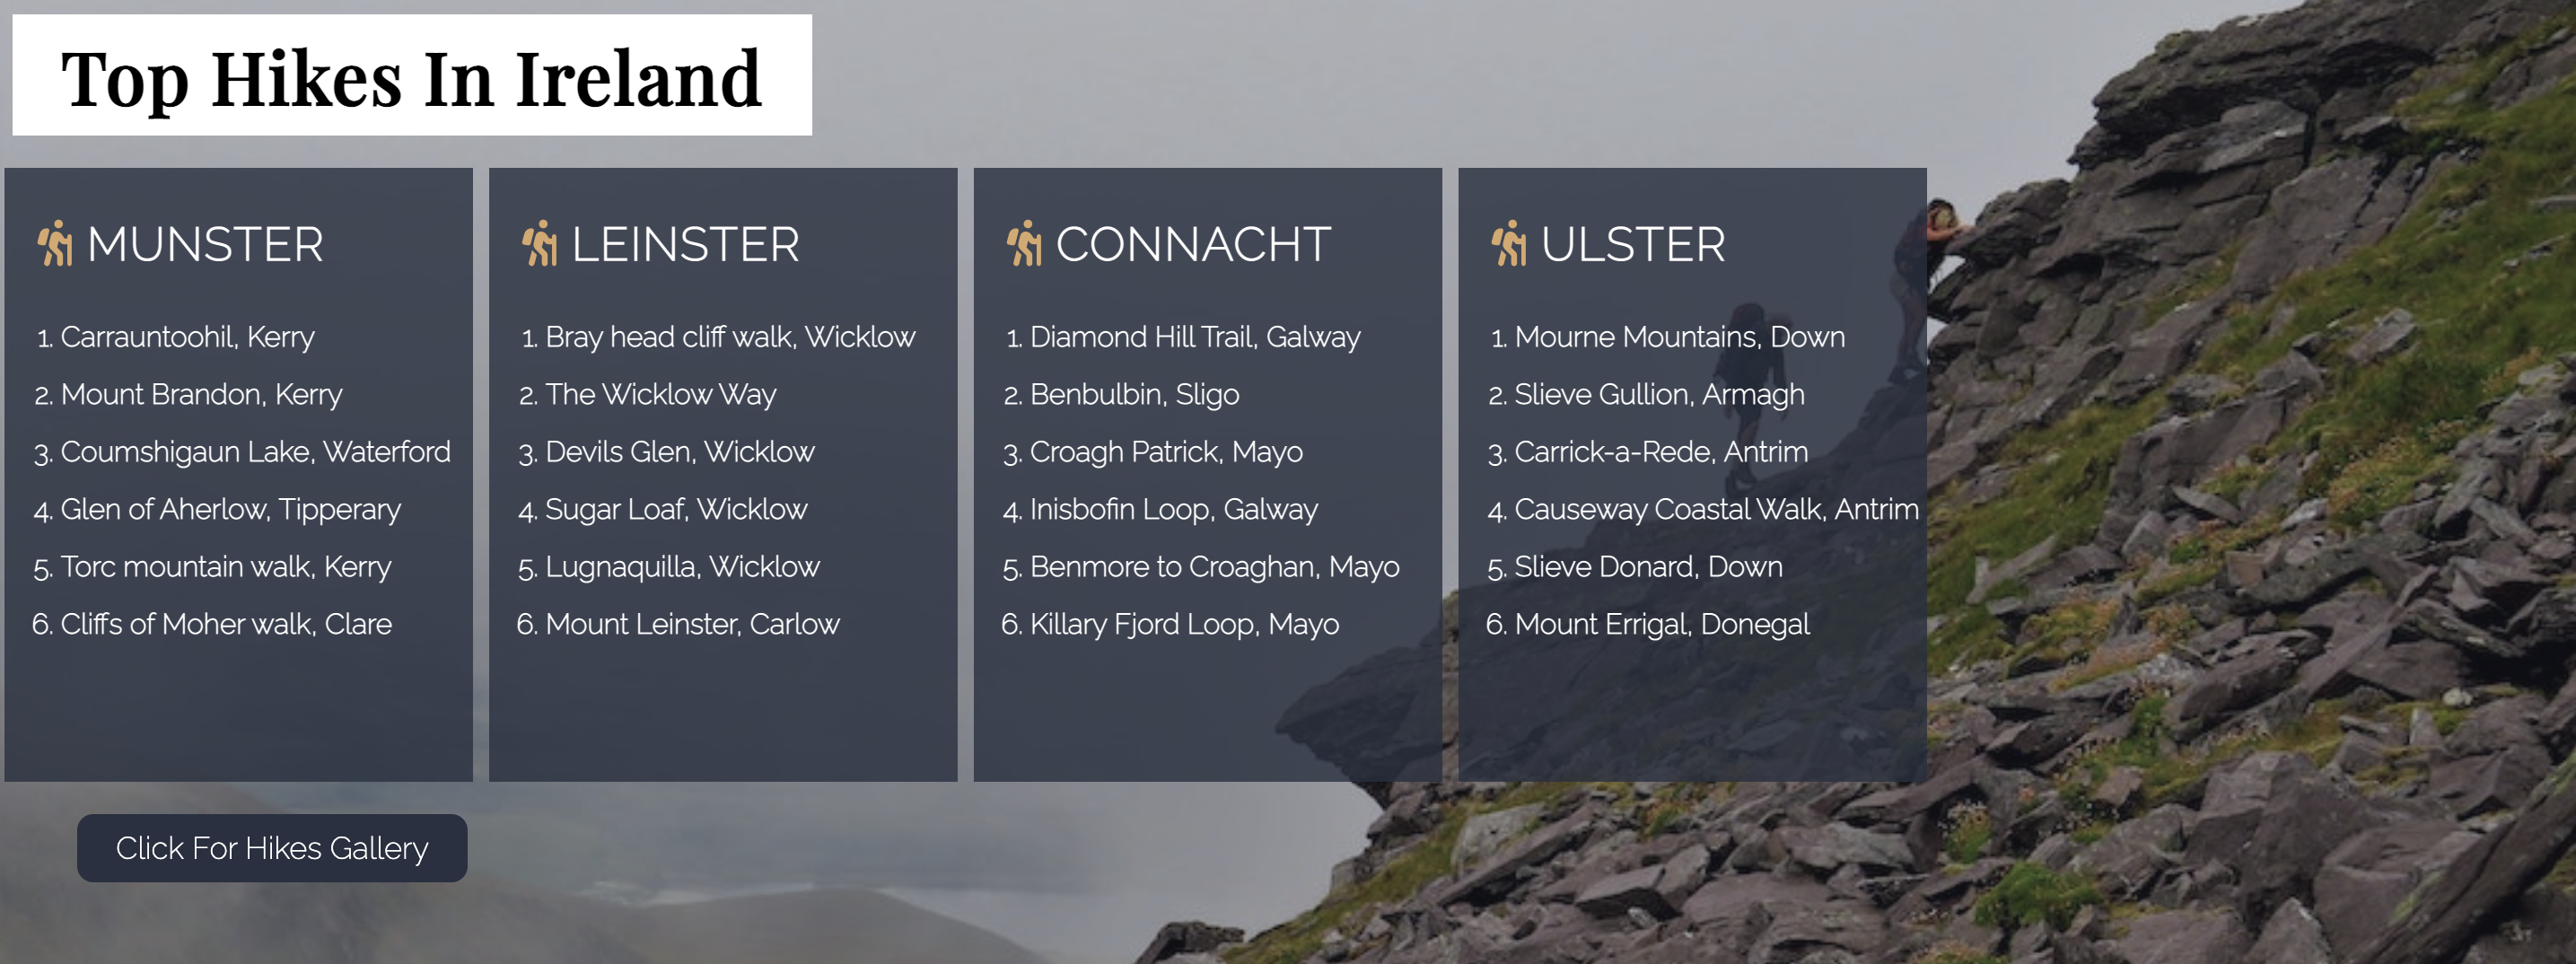 Top Hikes In Ireland
MUNSTER
1. Carrauntoohil, Kerry
2. Mount Brandon, Kerry
3. Coumshigaun Lake, Waterford
4. Glen of Aherlow, Tipperary
5. Torc mountain walk, Kerry
6. Cliffs of Moher walk, Clare
LEINSTER
1. Bray head cliff walk, Wicklow
2. The Wicklow Way
3. Devils Glen, Wicklow
4. Sugar Loaf, Wicklow
5. Lugnaquilla, Wicklow
6. Mount Leinster, Carlow
CONNACHT
1. Diamond Hill Trail, Galway
2. Benbulbin, Sligo
3. Croagh Patrick, Mayo
4. Inisbofin Loop, Galway
5. Benmore to Croaghan, Mayo
6. Killary Fjord Loop, Mayo
ULSTER
1. Mourne Mountains, Down
2. Slieve Gullion, Armagh
3. Carrick-a-Rede, Antrim
4. Causeway Coastal Walk, Antrim
5. Slieve Donard, Down
6. Mount Errigal, Donegal
Click For Hikes Gallery